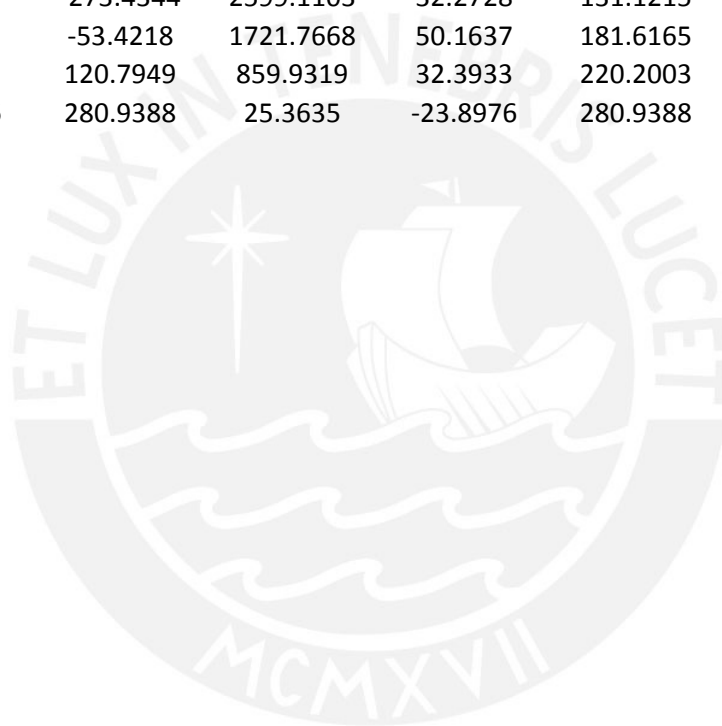 -53.4218 1721.7668 50.1637 181.6165
120.7949 859.9319 32.3933 220.2003
280.9388 25.3635 -23.8976 280.9388
ET LUX IN TENEBRIS LUCET
MCMXVII